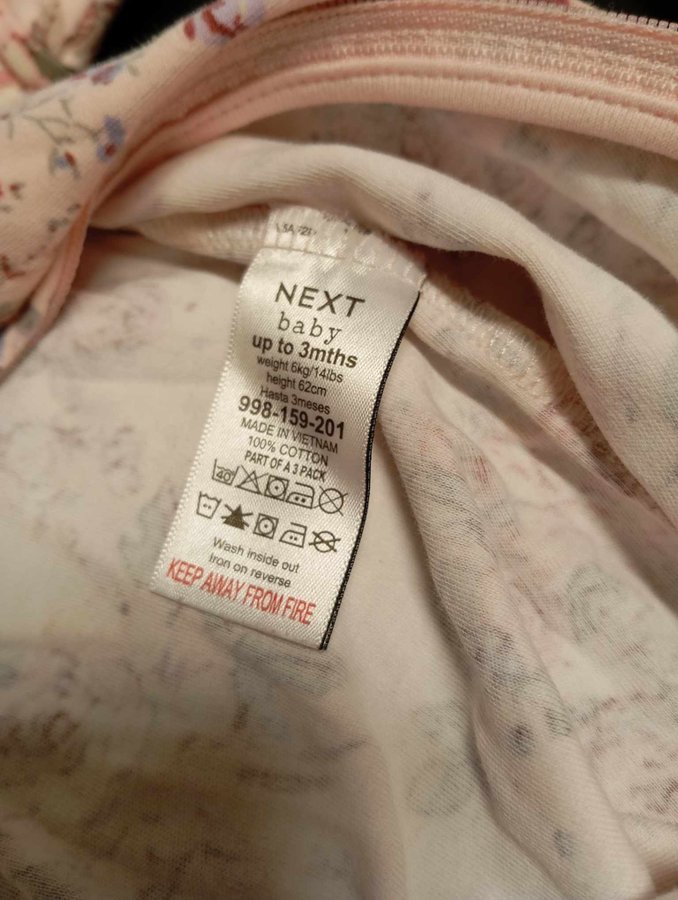 NEXT
baby
up to 3mths
weight 6kg/14lbs
height 62cm
Hasta 3meses
998-159-201
MADE IN VIETNAM
100% COTTON
PART OF A 3 PACK
40
Wash inside out
Iron on reverse
KEEP AWAY FROM FIRE